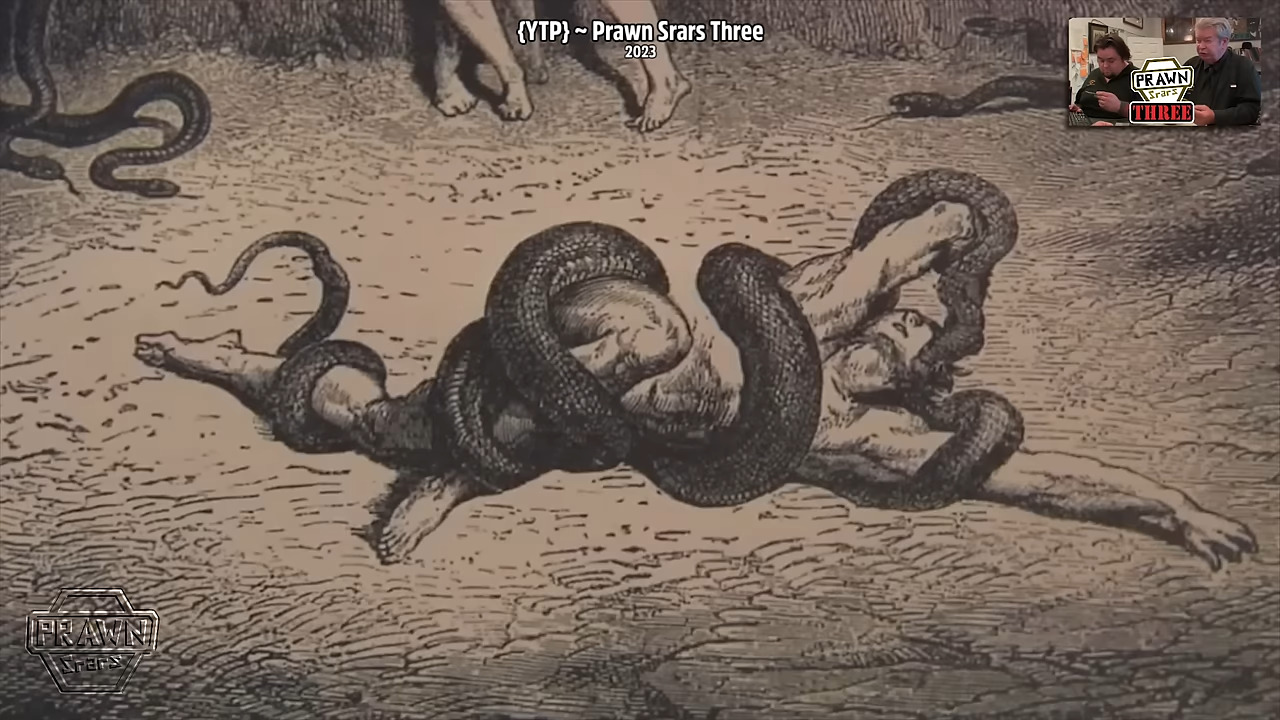 {YTP} ~ Prawn Srars Three
2023
PRAWN
Srars
THREE
PRAWN
Srars